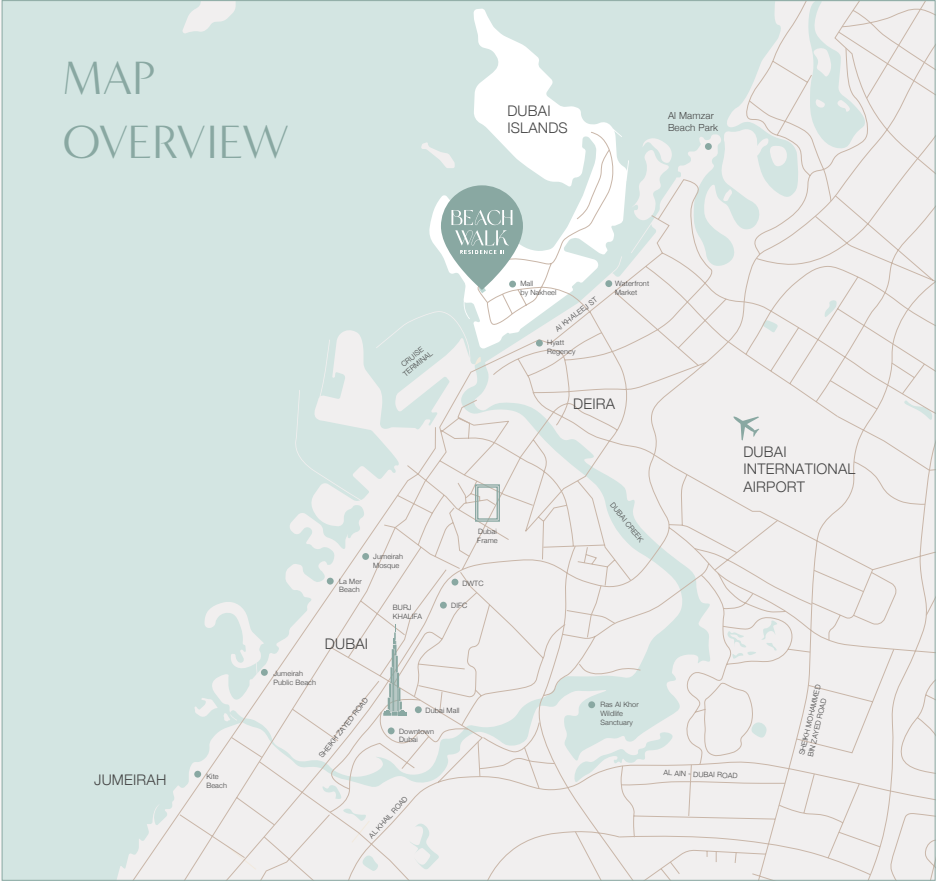 MAP
OVERVIEW
DUBAI
ISLANDS
Al Mamzar
Beach Park
BEACH
WALK
RESIDENCE III
Mall
by Nakheel
Waterfront
Market
Al KHALEEJ ST
Hyatt
Regency
CRUISE
TERMINAL
DEIRA
DUBAI
INTERNATIONAL
AIRPORT
DUBAI CREEK
Dubai
Frame
Jumeirah
Mosque
La Mer
Beach
DWTC
DIFC
BURJ
KHALIFA
DUBAI
Jumeirah
Public Beach
SHEIKH ZAYED ROAD
Dubai Mall
Downtown
Dubai
Ras Al Khor
Wildlife
Sanctuary
SHEIKH MOHAMMED
BIN ZAYED ROAD
JUMEIRAH
Kite
Beach
AL AIN - DUBAI ROAD
AL KHAIL ROAD